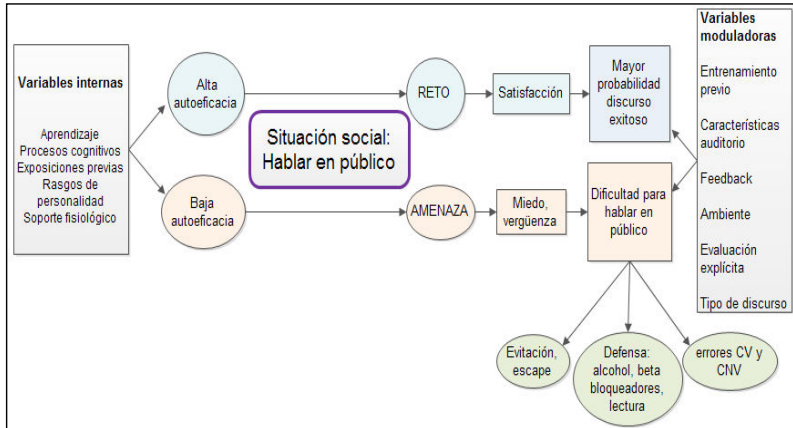 Variables internas
Aprendizaje
Procesos cognitivos
Exposiciones previas
Rasgos de
personalidad
Soporte fisiológico
Alta
autoeficacia
Baja
autoeficacia
Situación social:
Hablar en público
RETO
Satisfacción
Mayor
probabilidad
discurso
exitoso
AMENAZA
Miedo,
vergüenza
Dificultad para
hablar en
público
Evitación,
escape
Defensa:
alcohol, beta
bloqueadores,
lectura
errores CV y
CNV
Variables
moduladoras
Entrenamiento
previo
Características
auditorio
Feedback
Ambiente
Evaluación
explícita
Tipo de discurso